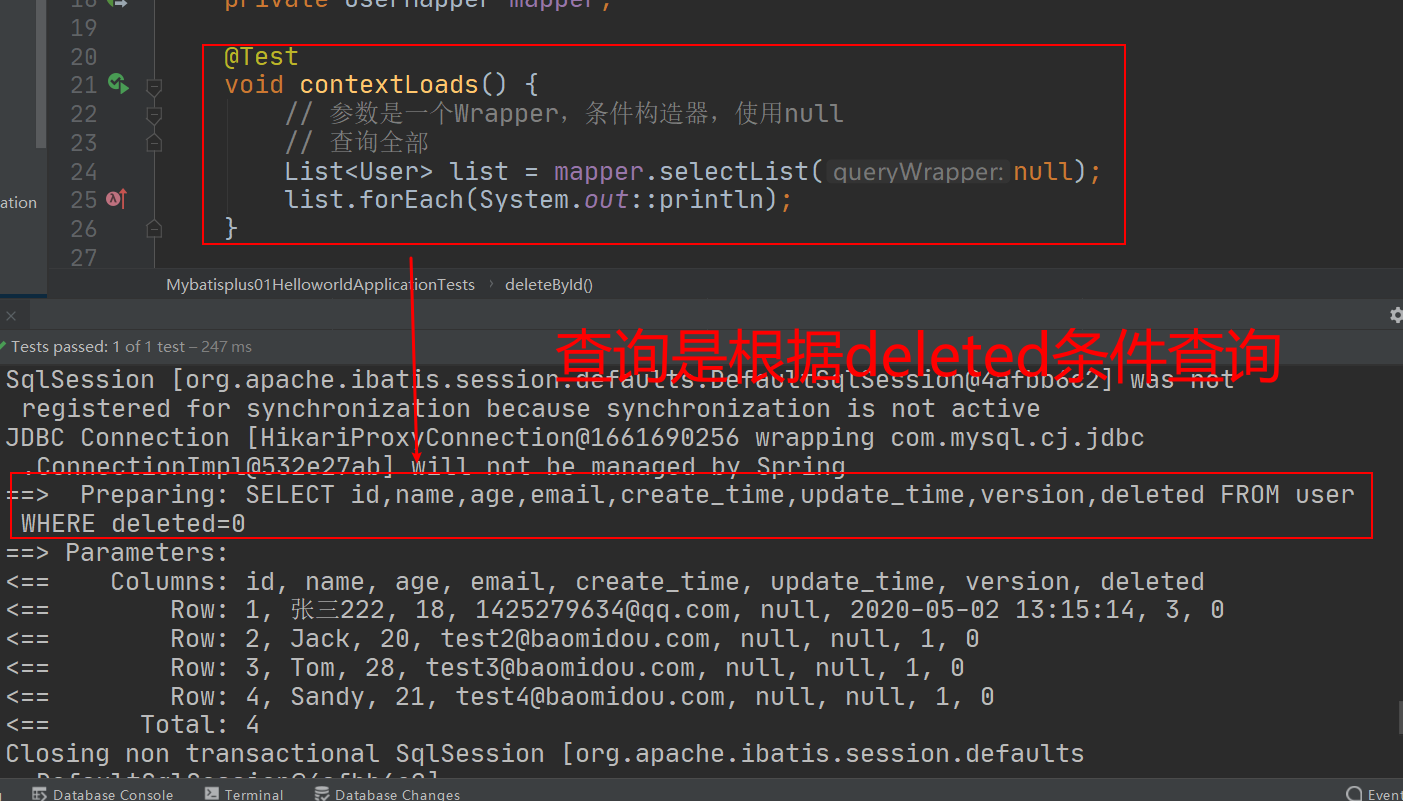 18
private UserMapper mapper;
19
20
@Test
21
void contextLoads() {
22
// 参数是一个Wrapper，条件构造器，使用null
23
// 查询全部
24
List<User> list = mapper.selectList( queryWrapper: null);
ation
25
list.forEach(System.out::println);
26
}
27
Mybatisplus01HelloworldApplicationTests › deleteById()
查询是根据deleted条件查询
Tests passed: 1 of 1 test – 247 ms
SqlSession [org.apache.ibatis.session.defaults.DefaultSqlSession@4afbb6c2] was not
registered for synchronization because synchronization is not active
JDBC Connection [HikariProxyConnection@1661690256 wrapping com.mysql.cj.jdbc
.ConnectionImpl@532e27ab] will not be managed by Spring
==>  Preparing: SELECT id,name,age,email,create_time,update_time,version,deleted FROM user
WHERE deleted=0
==> Parameters:
<==    Columns: id, name, age, email, create_time, update_time, version, deleted
<==        Row: 1, 张三222, 18, 1425279634@qq.com, null, 2020-05-02 13:15:14, 3, 0
<==        Row: 2, Jack, 20, test2@baomidou.com, null, null, 1, 0
<==        Row: 3, Tom, 28, test3@baomidou.com, null, null, 1, 0
<==        Row: 4, Sandy, 21, test4@baomidou.com, null, null, 1, 0
<==      Total: 4
Closing non transactional SqlSession [org.apache.ibatis.session.defaults
Database Console
Terminal
Database Changes
Event